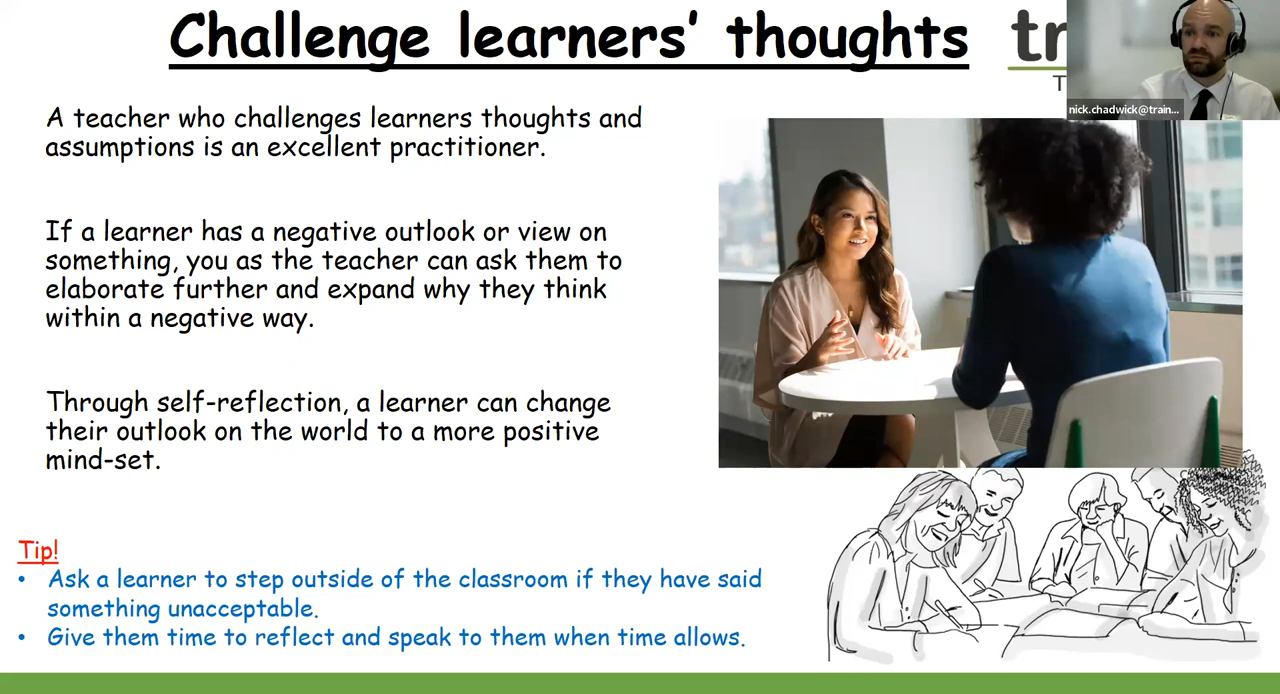 Challenge learners’ thoughts
nick.chadwick@train...
A teacher who challenges learners thoughts and
assumptions is an excellent practitioner.
If a learner has a negative outlook or view on
something, you as the teacher can ask them to
elaborate further and expand why they think
within a negative way.
Through self-reflection, a learner can change
their outlook on the world to a more positive
mind-set.
Tip!
• Ask a learner to step outside of the classroom if they have said
something unacceptable.
• Give them time to reflect and speak to them when time allows.